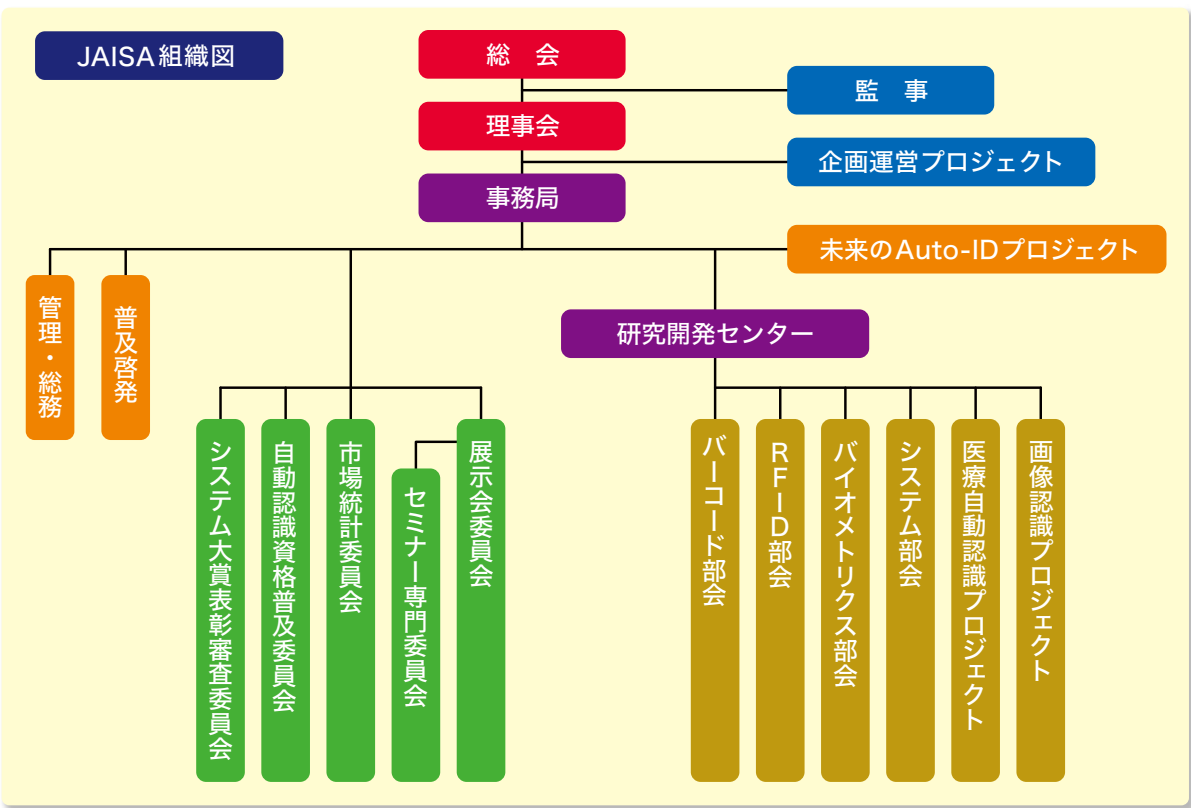 JAISA組織図
総　会
監　事
理事会
企画運営プロジェクト
事務局
未来のAuto-IDプロジェクト
管理・総務
普及啓発
研究開発センター
システム大賞表彰審査委員会
自動認識資格普及委員会
市場統計委員会
セミナー専門委員会
展示会委員会
バーコード部会
RFID部会
バイオメトリクス部会
システム部会
医療自動認識プロジェクト
画像認識プロジェクト